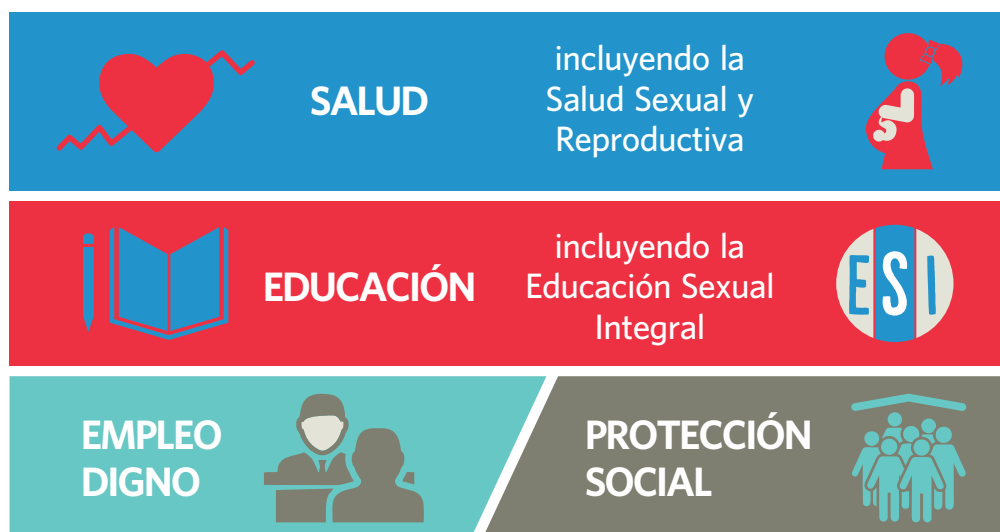 SALUD
incluyendo la
Salud Sexual y
Reproductiva
EDUCACIÓN
incluyendo la
Educación Sexual
Integral
ESI
EMPLEO
DIGNO
PROTECCIÓN
SOCIAL